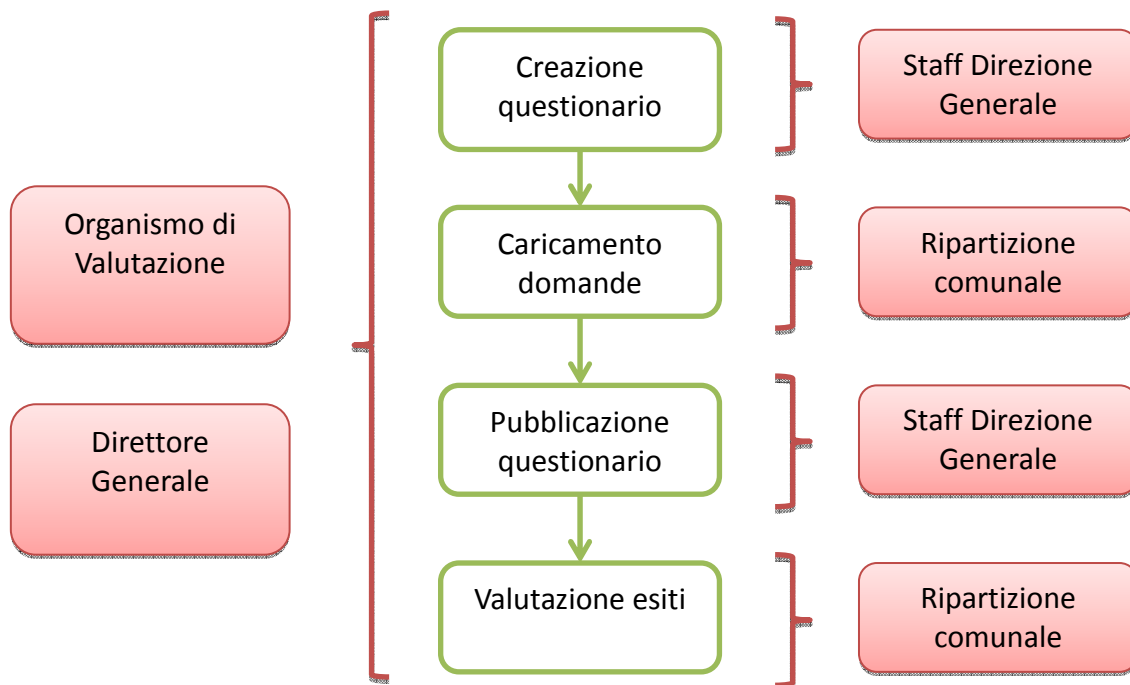 Organismo di
Valutazione
Direttore
Generale
Creazione
questionario
Staff Direzione
Generale
Caricamento
domande
Ripartizione
comunale
Pubblicazione
questionario
Staff Direzione
Generale
Valutazione esiti
Ripartizione
comunale